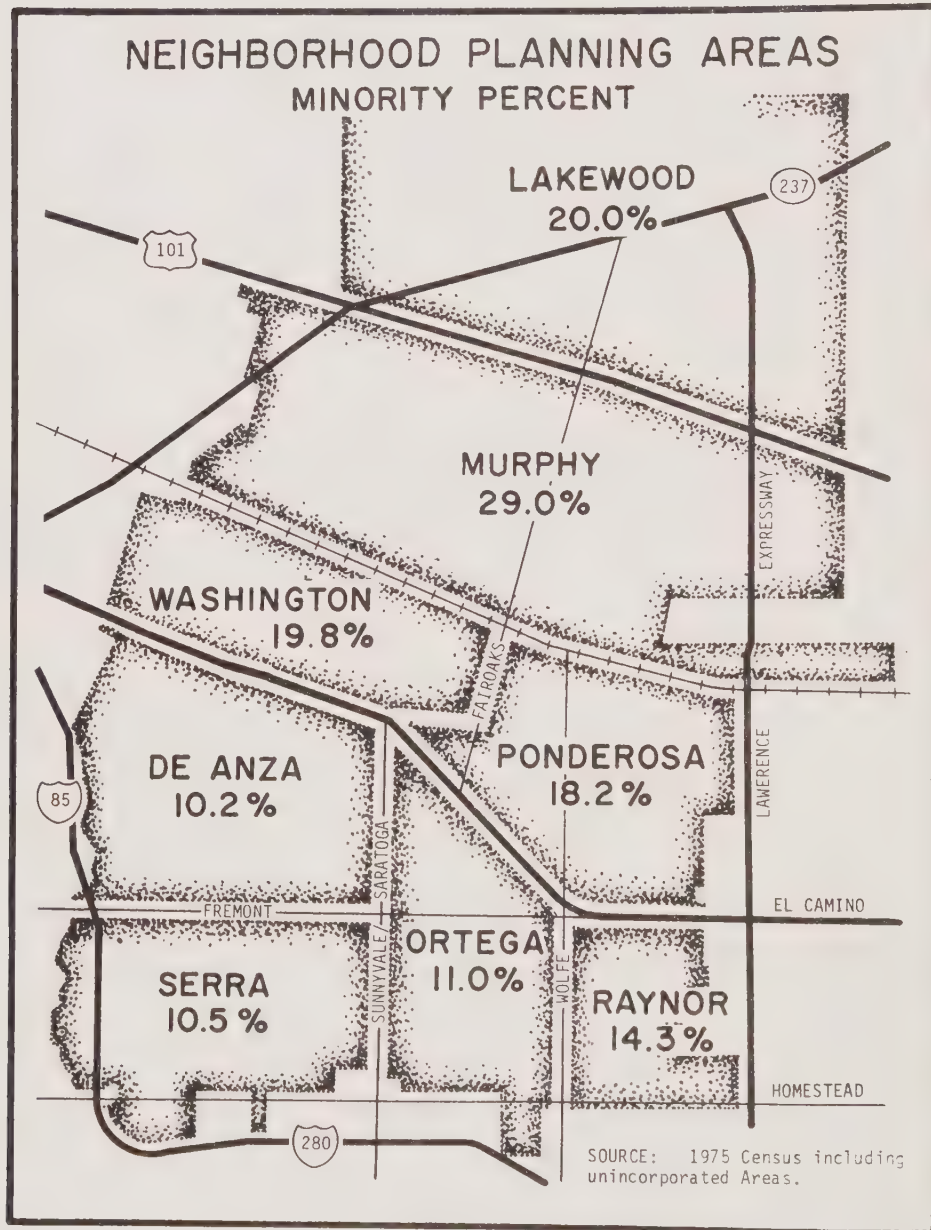 NEIGHBORHOOD PLANNING AREAS
MINORITY PERCENT
LAKEWOOD
20.0%
237
101
MURPHY
29.0%
EXPRESSWAY
WASHINGTON
19.8%
FAIROAKS
DE ANZA
10.2%
PONDEROSA
18.2%
85
LAWERENCE
SUNNYVALE/SARATOGA
FREMONT
EL CAMINO
ORTEGA
11.0%
WOLFE
SERRA
10.5%
RAYNOR
14.3%
HOMESTEAD
280
SOURCE: 1975 Census including
unincorporated Areas.